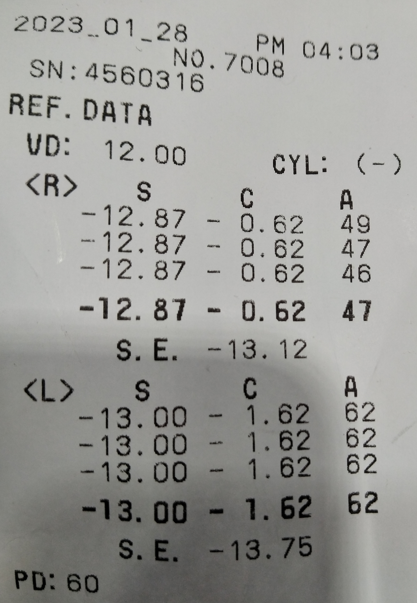 2023_01_28 PM 04:03
NO.7008
SN:4560316
REF. DATA
VD: 12.00 CYL: (-)
<R> S C A
-12.87 - 0.62 49
-12.87 - 0.62 47
-12.87 - 0.62 46
-12.87 - 0.62 47
S. E. -13.12
<L> S C A
-13.00 - 1.62 62
-13.00 - 1.62 62
-13.00 - 1.62 62
-13.00 - 1.62 62
S. E. -13.75
PD: 60